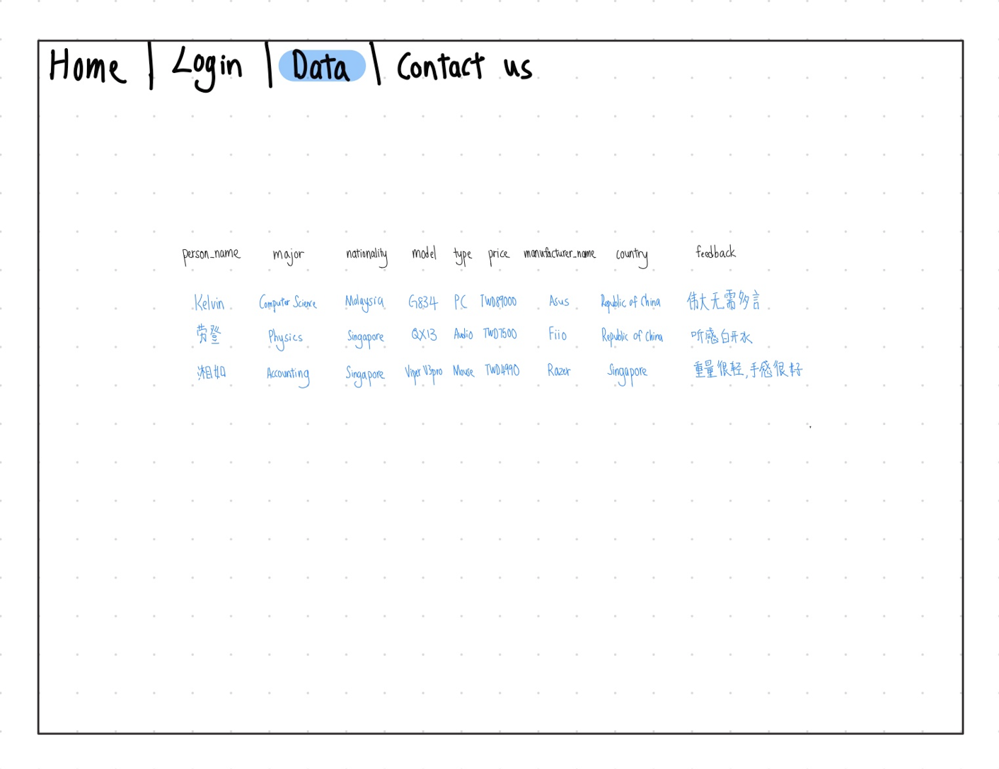 Home | Login | Data | Contact us
person_name major nationality model type price manufacturer_name country feedback
Kelvin Computer Science Malaysia G834 PC TWD89000 Asus Republic of China 伟大无需多言
劳登 Physics Singapore QX13 Audio TWD7500 Fiio Republic of China 听感白开水
湘如 Accounting Singapore Viper V3pro Mouse TWD4990 Razer Singapore 重量很轻,手感很好